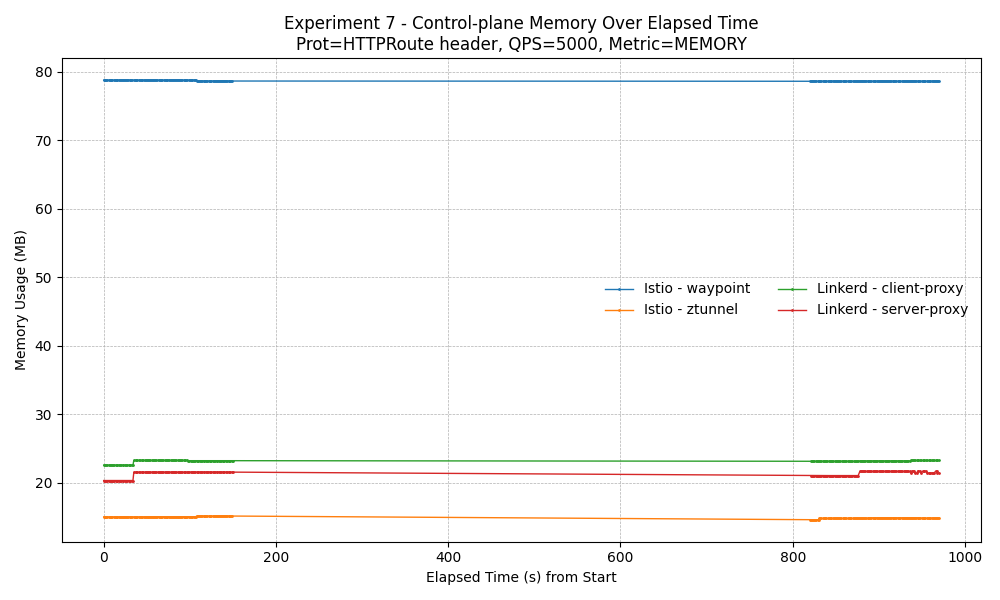 Experiment 7 - Control-plane Memory Over Elapsed Time
Prot=HTTPRoute header, QPS=5000, Metric=MEMORY
Memory Usage (MB)
80
70
60
50
40
30
20
Istio - waypoint
Istio - ztunnel
Linkerd - client-proxy
Linkerd - server-proxy
0 200 400 600 800 1000
Elapsed Time (s) from Start